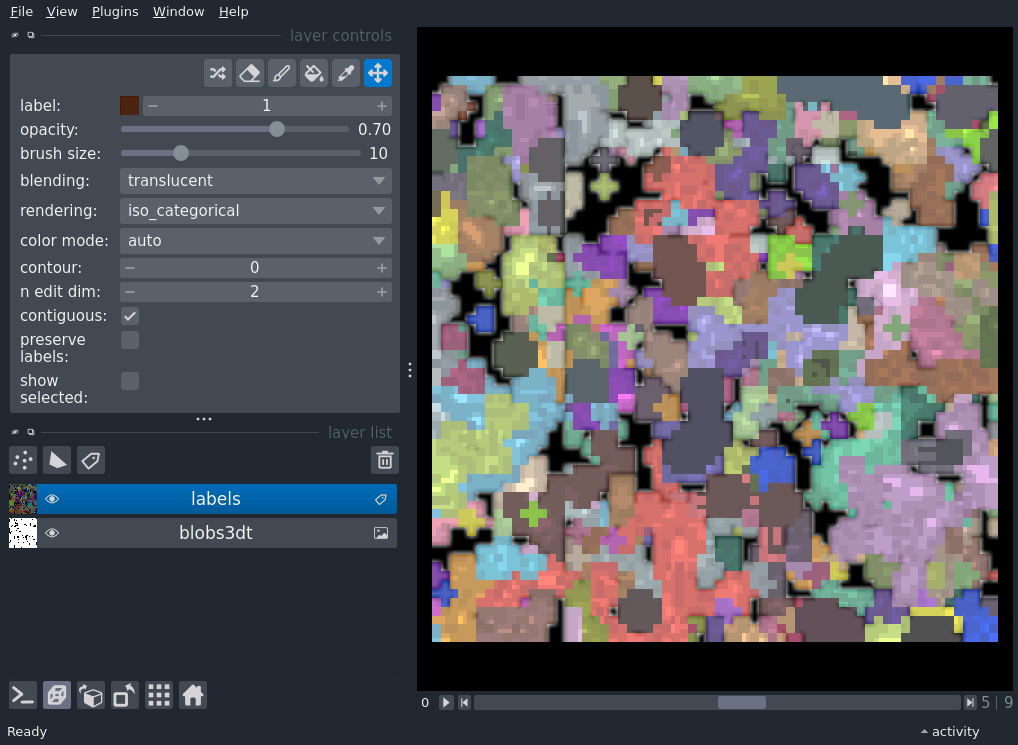 File View Plugins Window Help
layer controls
label: 1
opacity: 0.70
brush size: 10
blending: translucent
rendering: iso_categorical
color mode: auto
contour: 0
n edit dim: 2
contiguous:
preserve
labels:
show
selected:
layer list
labels
blobs3dt
0 5 | 9
Ready activity